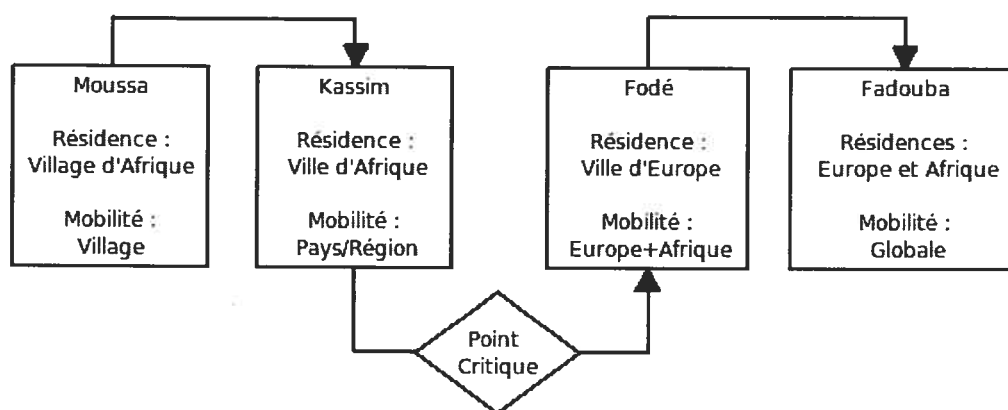 Moussa
Résidence :
Village d'Afrique
Mobilité :
Village
Kassim
Résidence :
Ville d'Afrique
Mobilité :
Pays/Région
Fodé
Résidence :
Ville d'Europe
Mobilité :
Europe+Afrique
Fadouba
Résidences :
Europe et Afrique
Mobilité :
Globale
Point
Critique